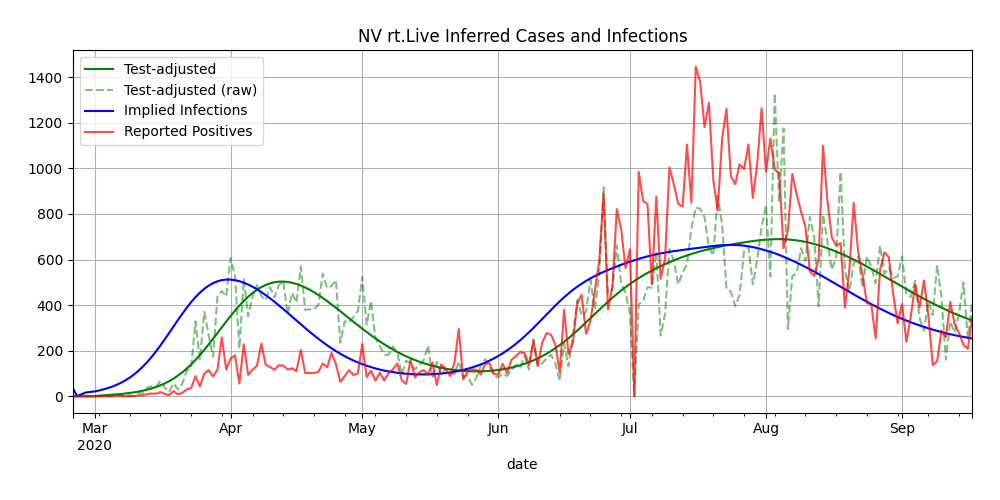 NV rt.Live Inferred Cases and Infections
Test-adjusted
Test-adjusted (raw)
Implied Infections
Reported Positives
1400
1200
1000
800
600
400
200
0
Mar Apr May Jun Jul Aug Sep
2020
date